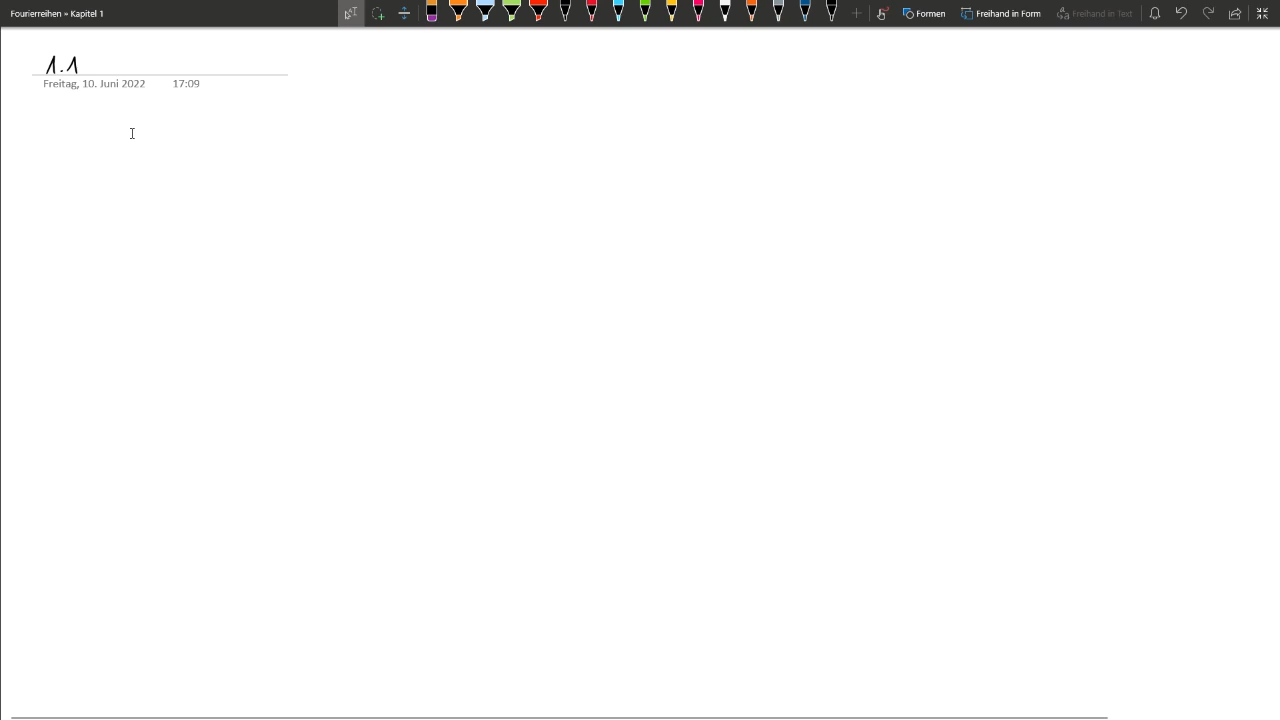 Fourierreihen » Kapitel 1
Formen
Freihand in Form
Freihand in Text
1.1
Freitag, 10. Juni 2022 17:09